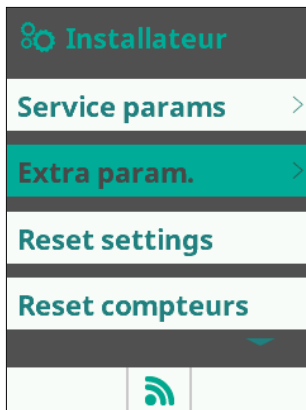 Installateur
Service params
Extra param.
Reset settings
Reset compteurs